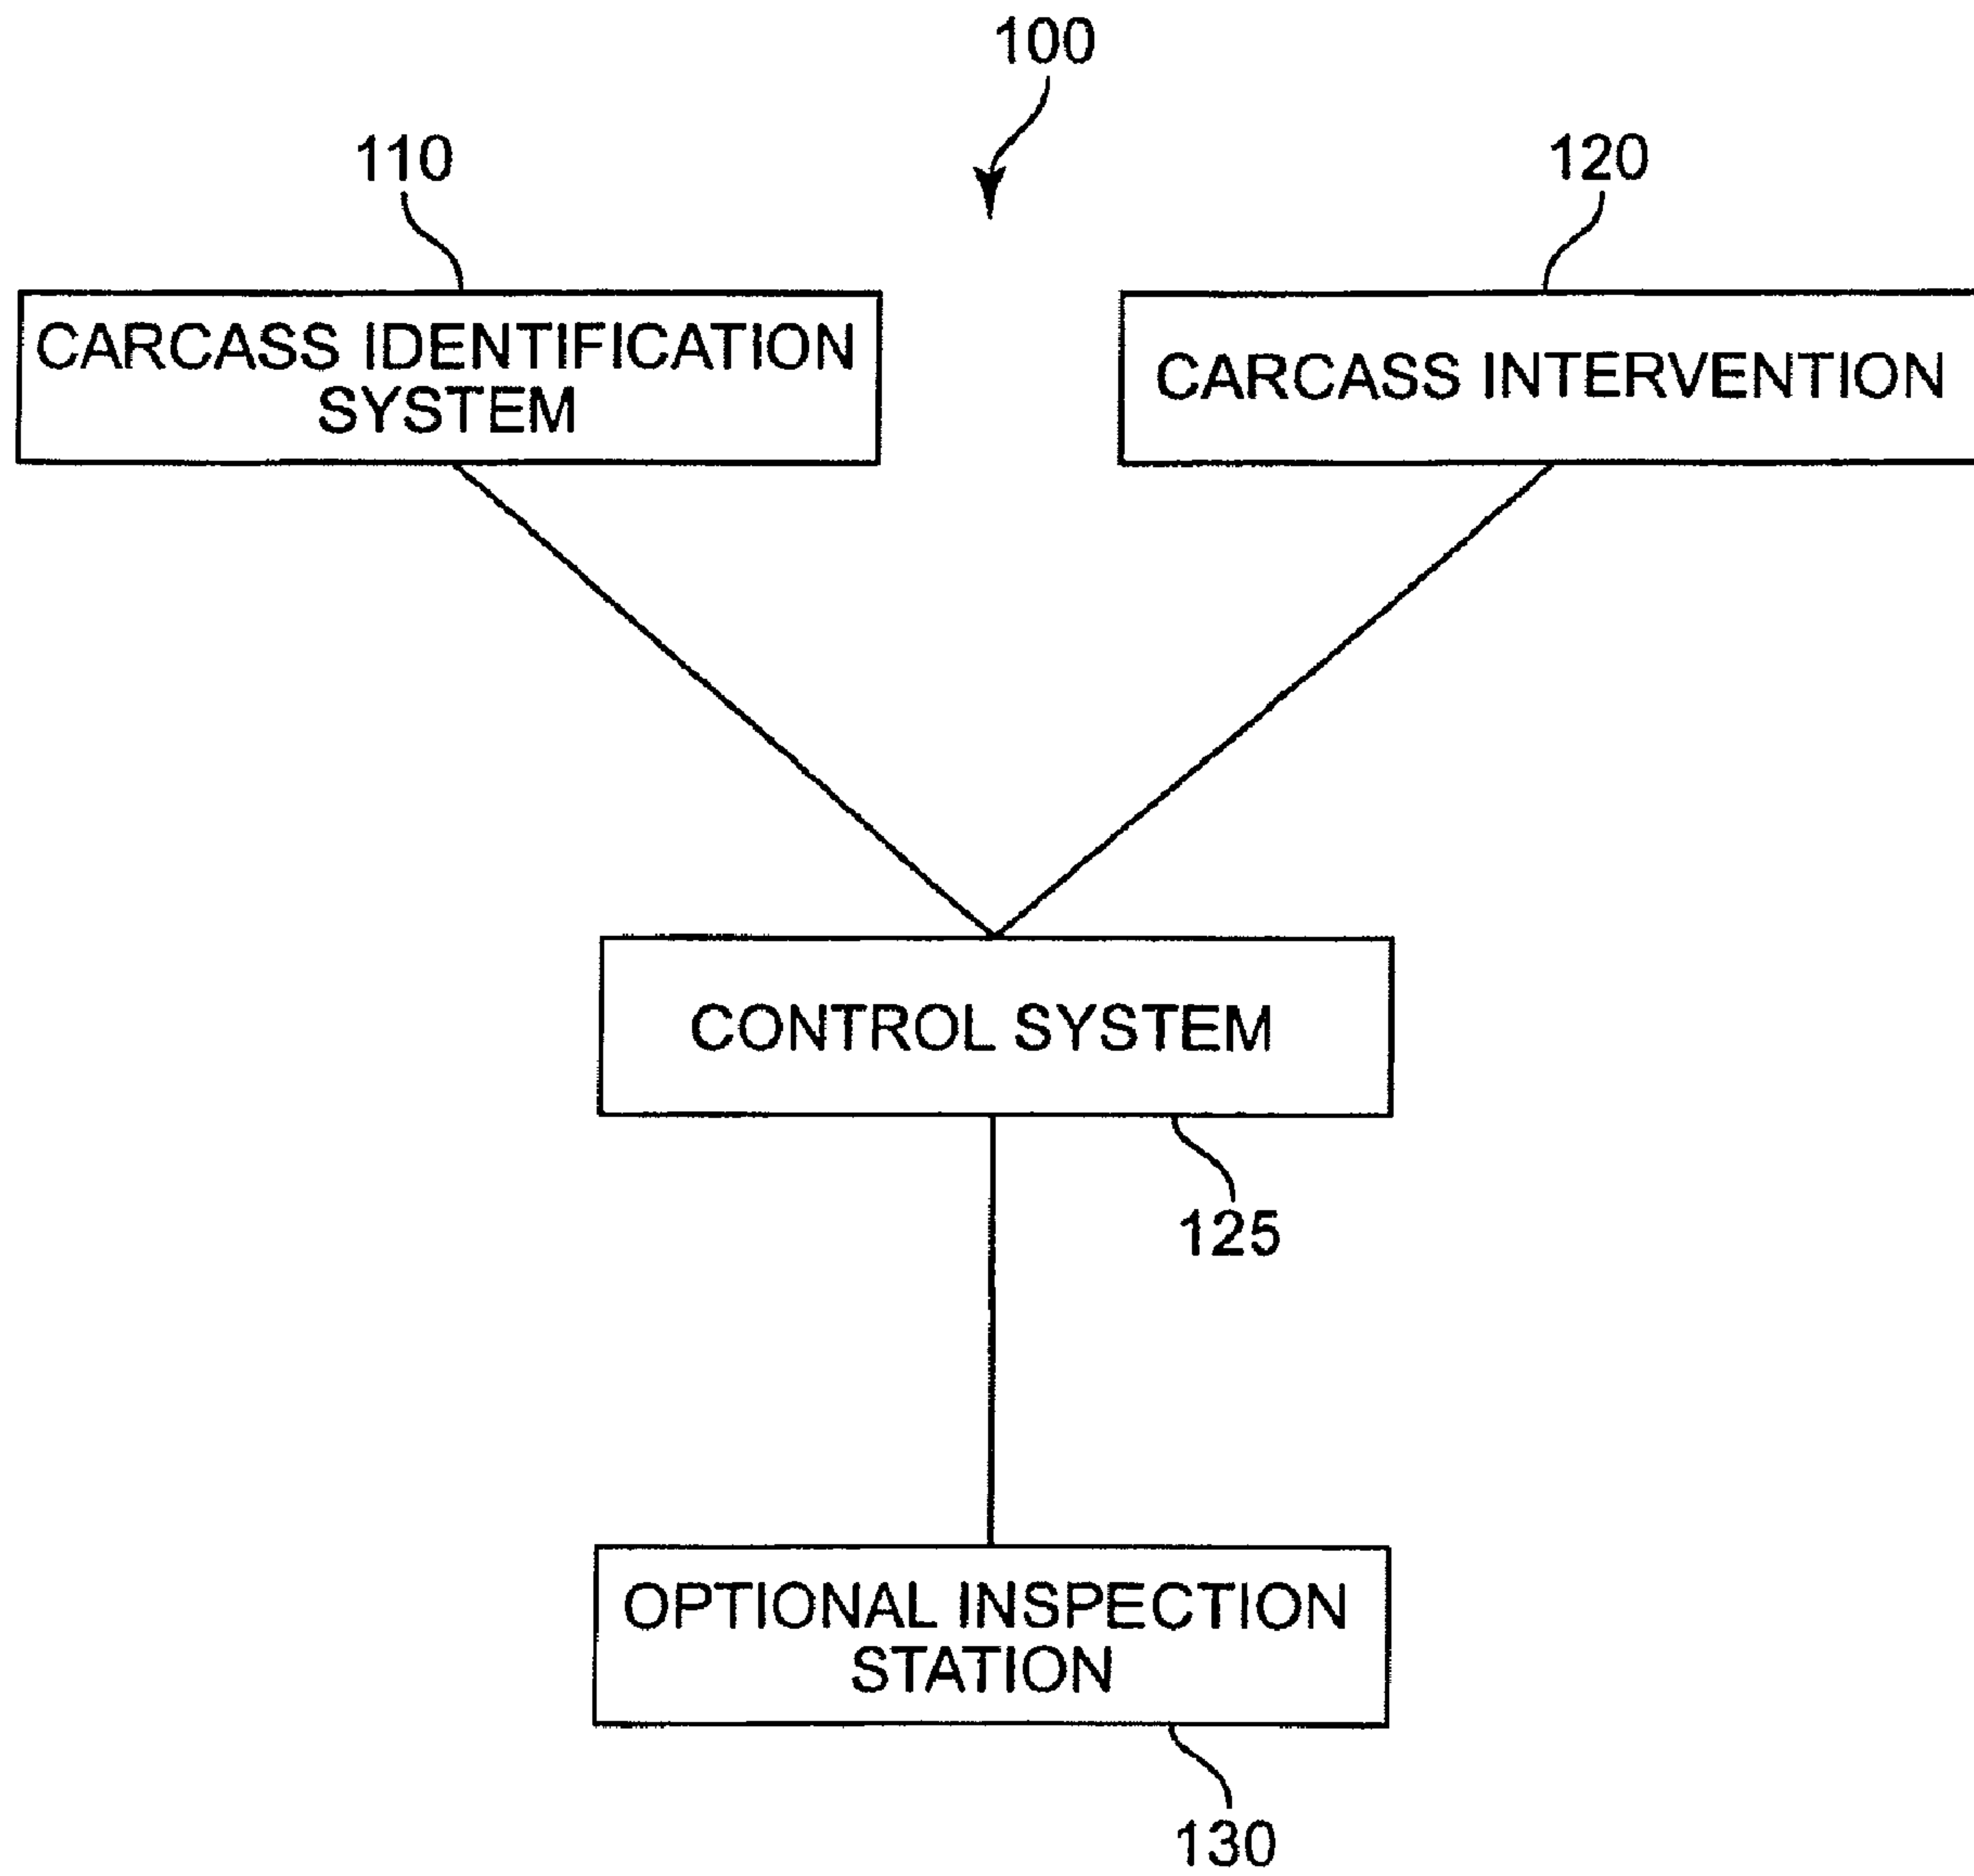 100
110
120
CARCASS IDENTIFICATION
SYSTEM
CARCASS INTERVENTION
CONTROL SYSTEM
125
OPTIONAL INSPECTION
STATION
130